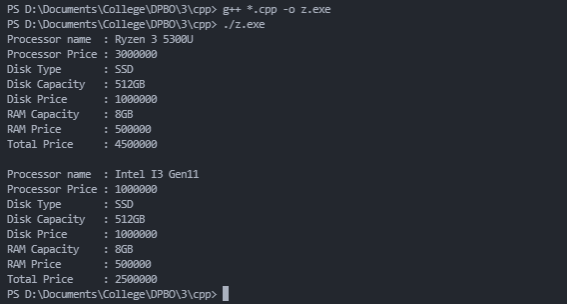 PS D:\Documents\College\DPBO\3\cpp> g++ *.cpp -o z.exe
PS D:\Documents\College\DPBO\3\cpp> ./z.exe
Processor name  : Ryzen 3 5300U
Processor Price : 3000000
Disk Type       : SSD
Disk Capacity   : 512GB
Disk Price      : 1000000
RAM Capacity    : 8GB
RAM Price       : 500000
Total Price     : 4500000

Processor name  : Intel I3 Gen11
Processor Price : 1000000
Disk Type       : SSD
Disk Capacity   : 512GB
Disk Price      : 1000000
RAM Capacity    : 8GB
RAM Price       : 500000
Total Price     : 2500000
PS D:\Documents\College\DPBO\3\cpp>